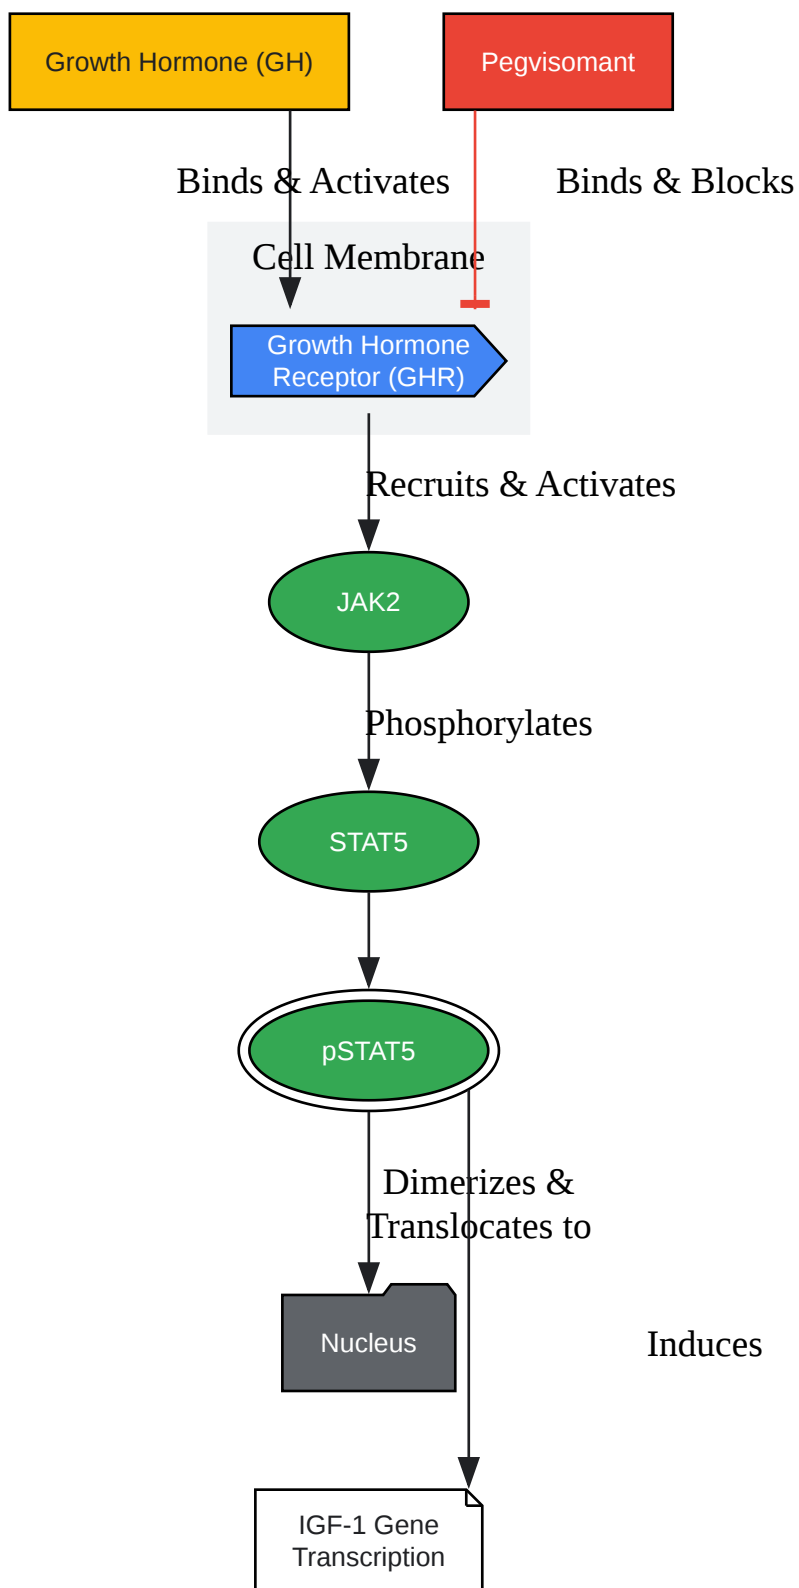 Growth Hormone (GH)
Pegvisomant
Binds & Activates
Binds & Blocks
Cell Membrane
Growth Hormone
Receptor (GHR)
Recruits & Activates
JAK2
Phosphorylates
STAT5
pSTAT5
Dimerizes &
Translocates to
Nucleus
Induces
IGF-1 Gene
Transcription